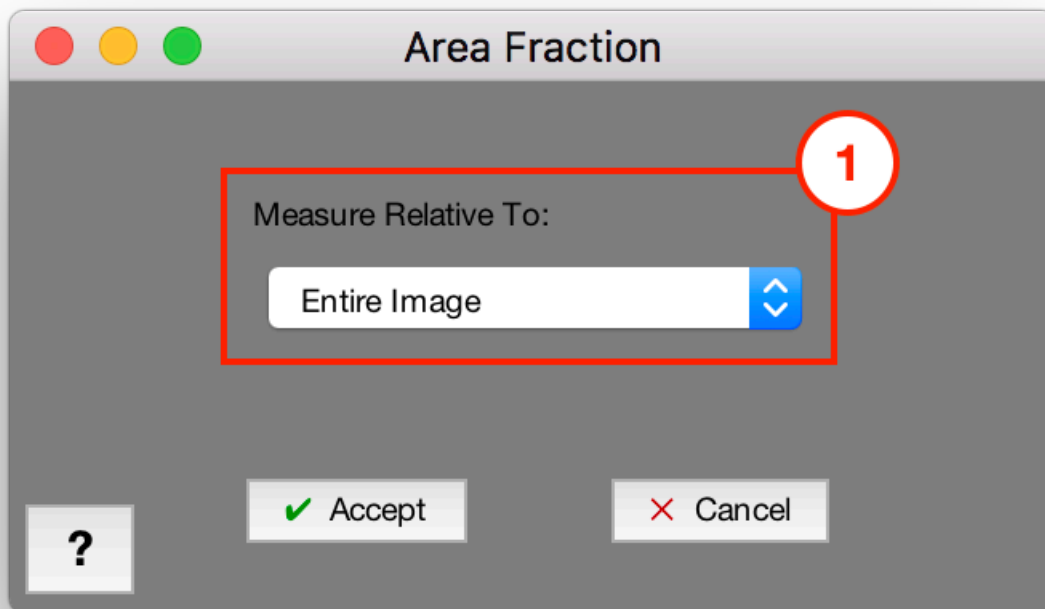 Area Fraction
1
Measure Relative To:
Entire Image
✔ Accept
✕ Cancel
?